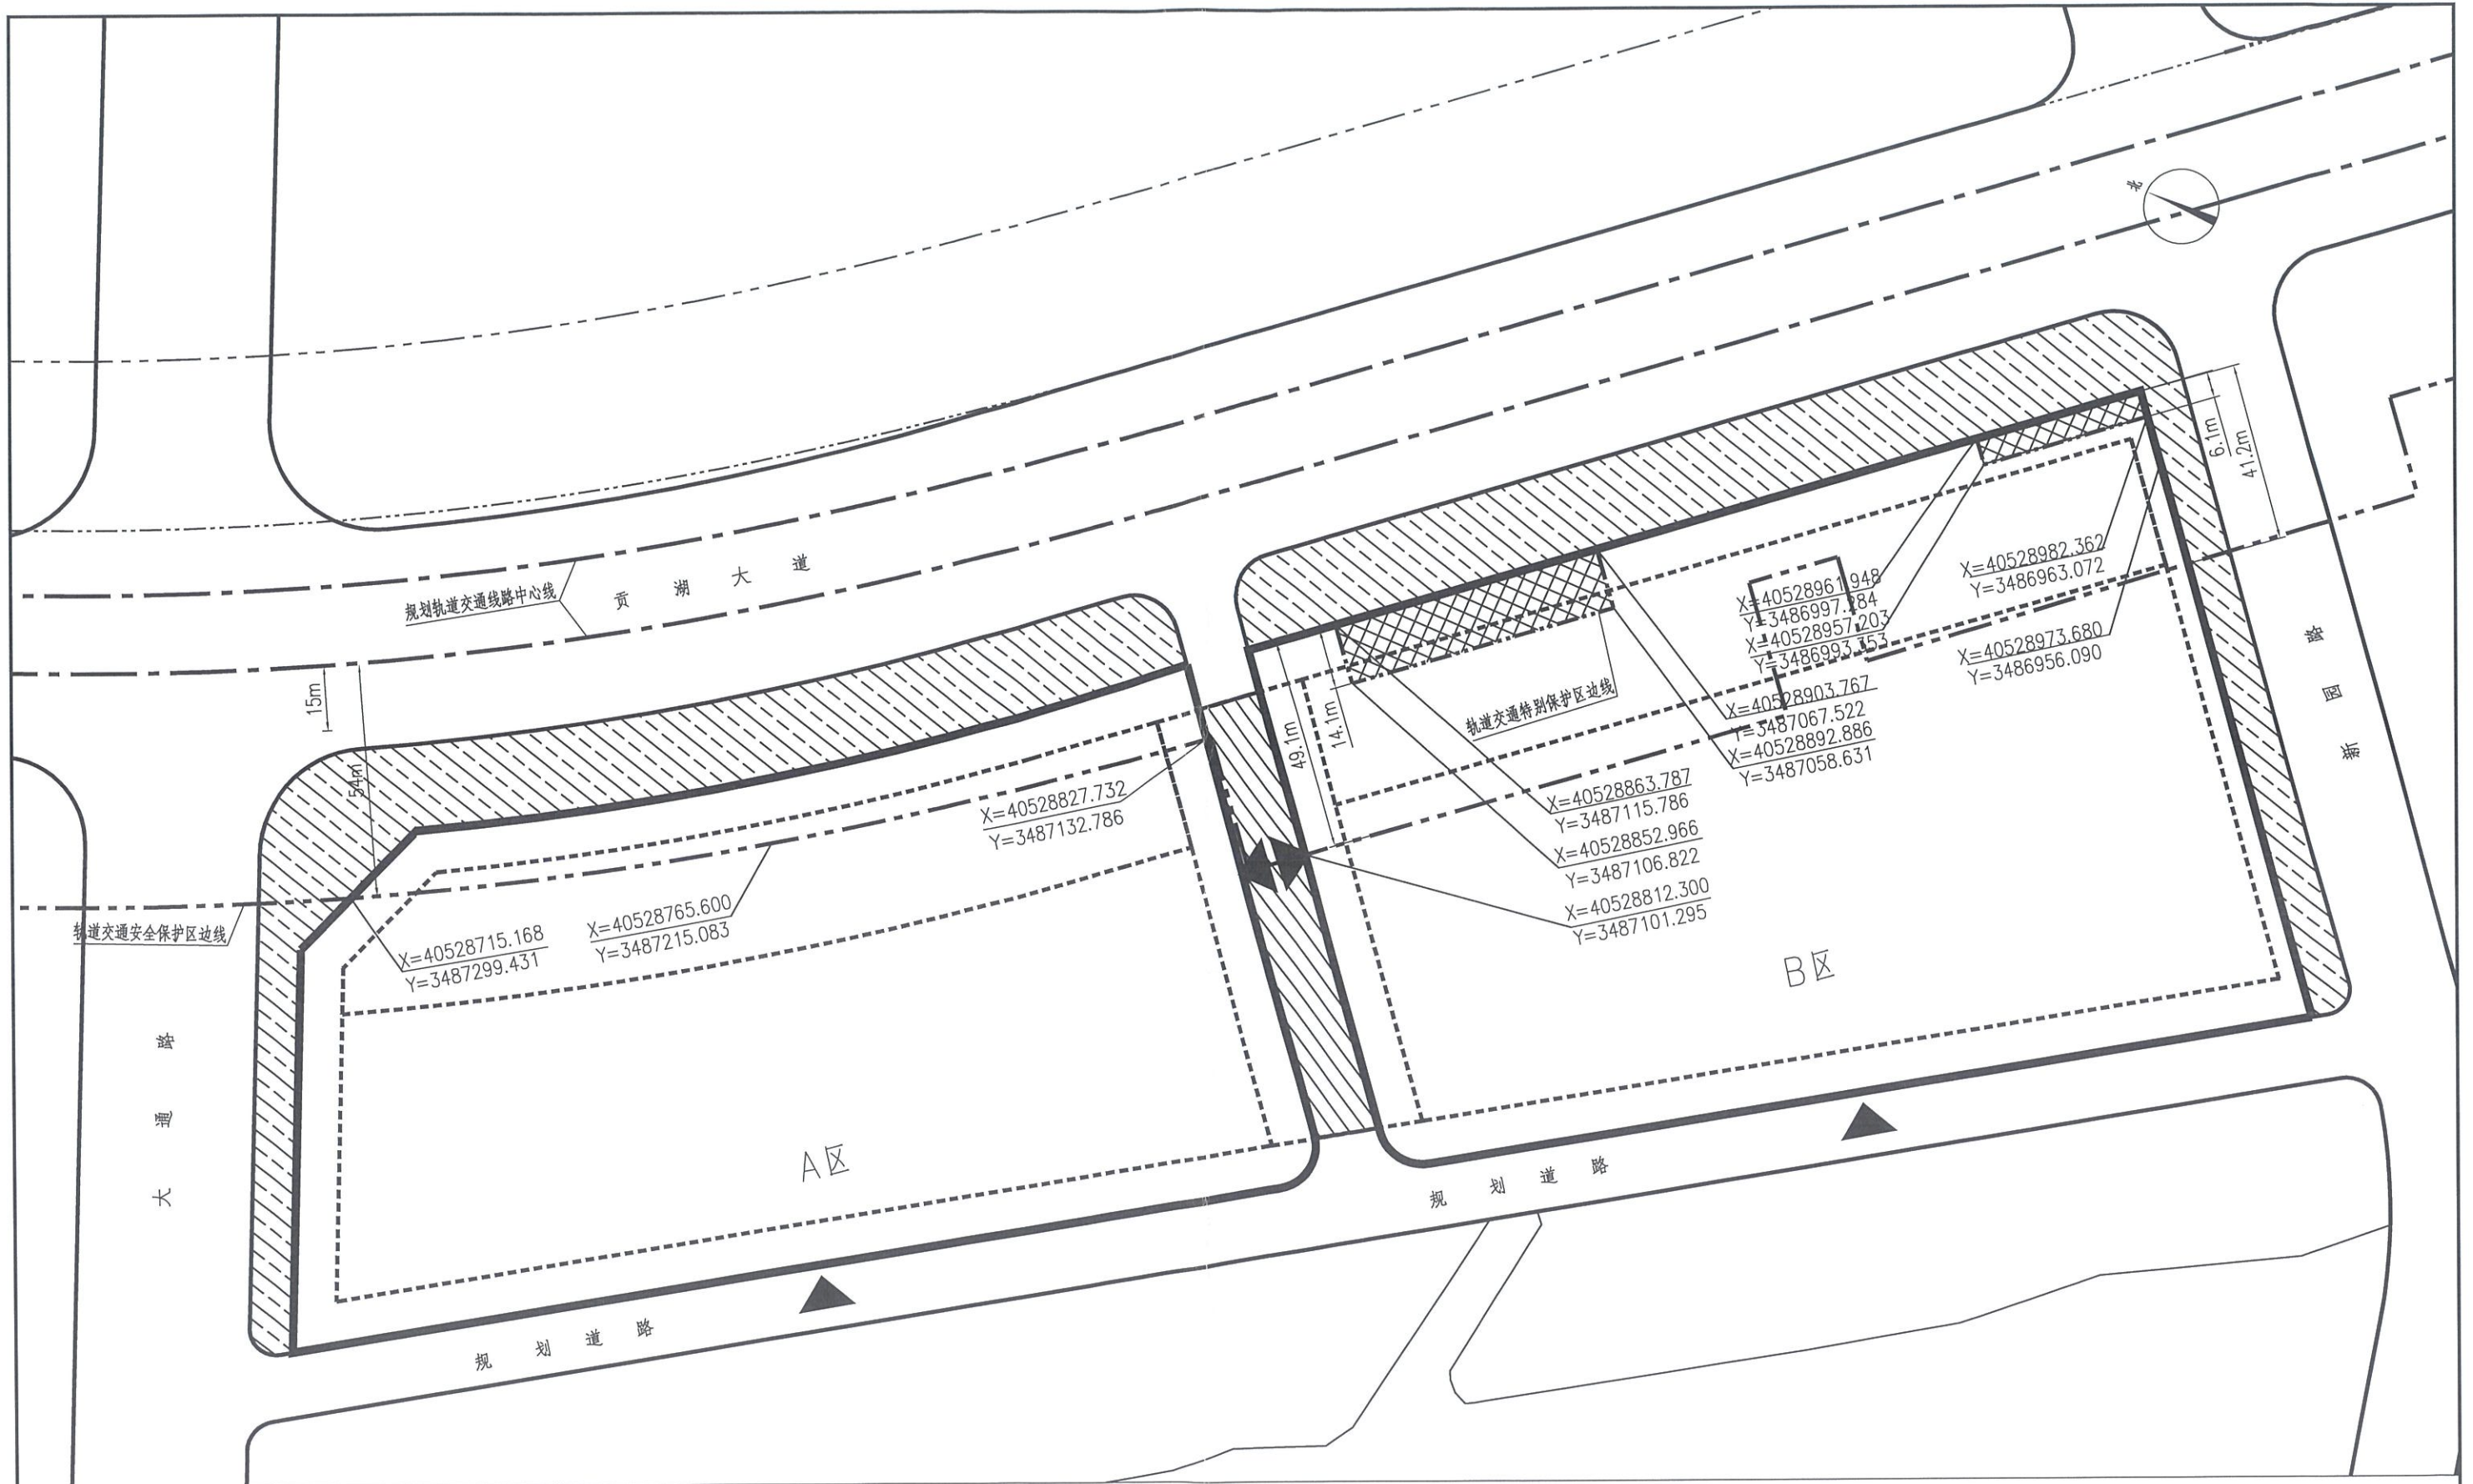 北
6.1m
41.2m
贡湖大道
规划轨道交通线路中心线
15m
54m
X=40528982.362
Y=3486963.072
X=40528961.948
Y=3486997.284
X=40528957.203
Y=3486993.353
X=40528973.680
Y=3486956.090
新园路
轨道交通特别保护区边线
14.1m
49.1m
X=40528903.767
Y=3487067.522
X=40528892.886
Y=3487058.631
X=40528827.732
Y=3487132.786
X=40528863.787
Y=3487115.786
X=40528852.966
Y=3487106.822
X=40528812.300
Y=3487101.295
轨道交通安全保护区边线
X=40528715.168
Y=3487299.431
X=40528765.600
Y=3487215.083
B区
大通路
A区
规划道路
规划道路